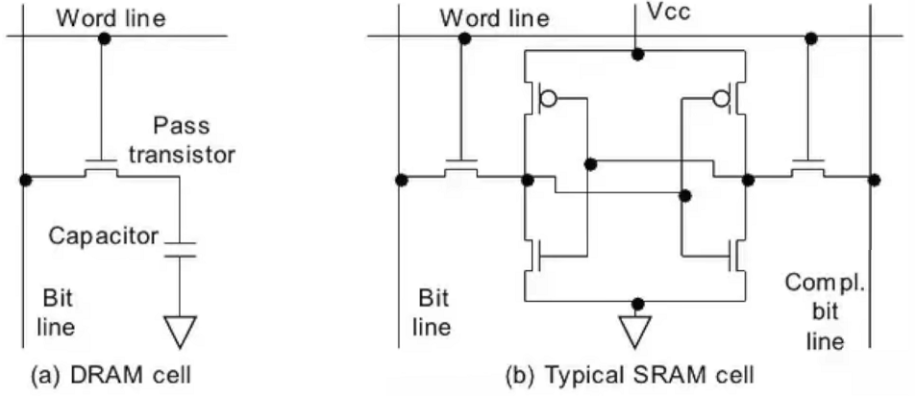 Word line
Pass
transistor
Capacitor
Bit
line
(a) DRAM cell
Word line
Vcc
Bit
line
Compl.
bit
line
(b) Typical SRAM cell